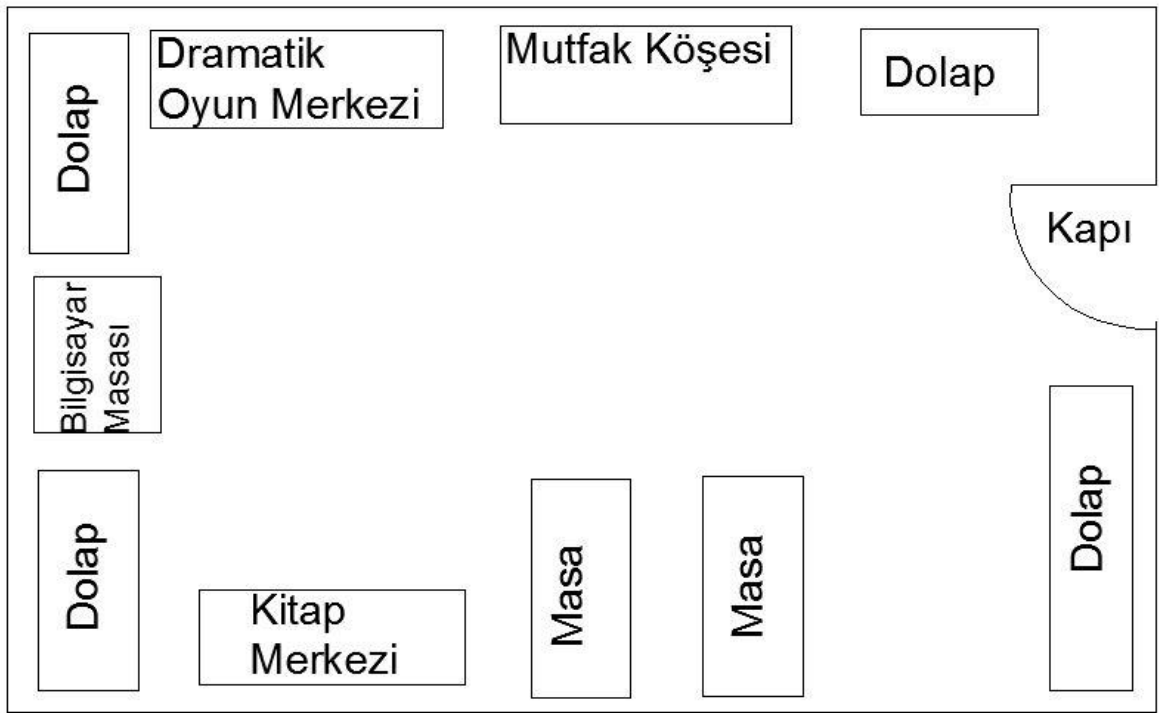 Dolap
Dramatik
Oyun Merkezi
Mutfak Köşesi
Dolap
Kapı
Bilgisayar
Masası
Dolap
Kitap
Merkezi
Masa
Masa
Dolap